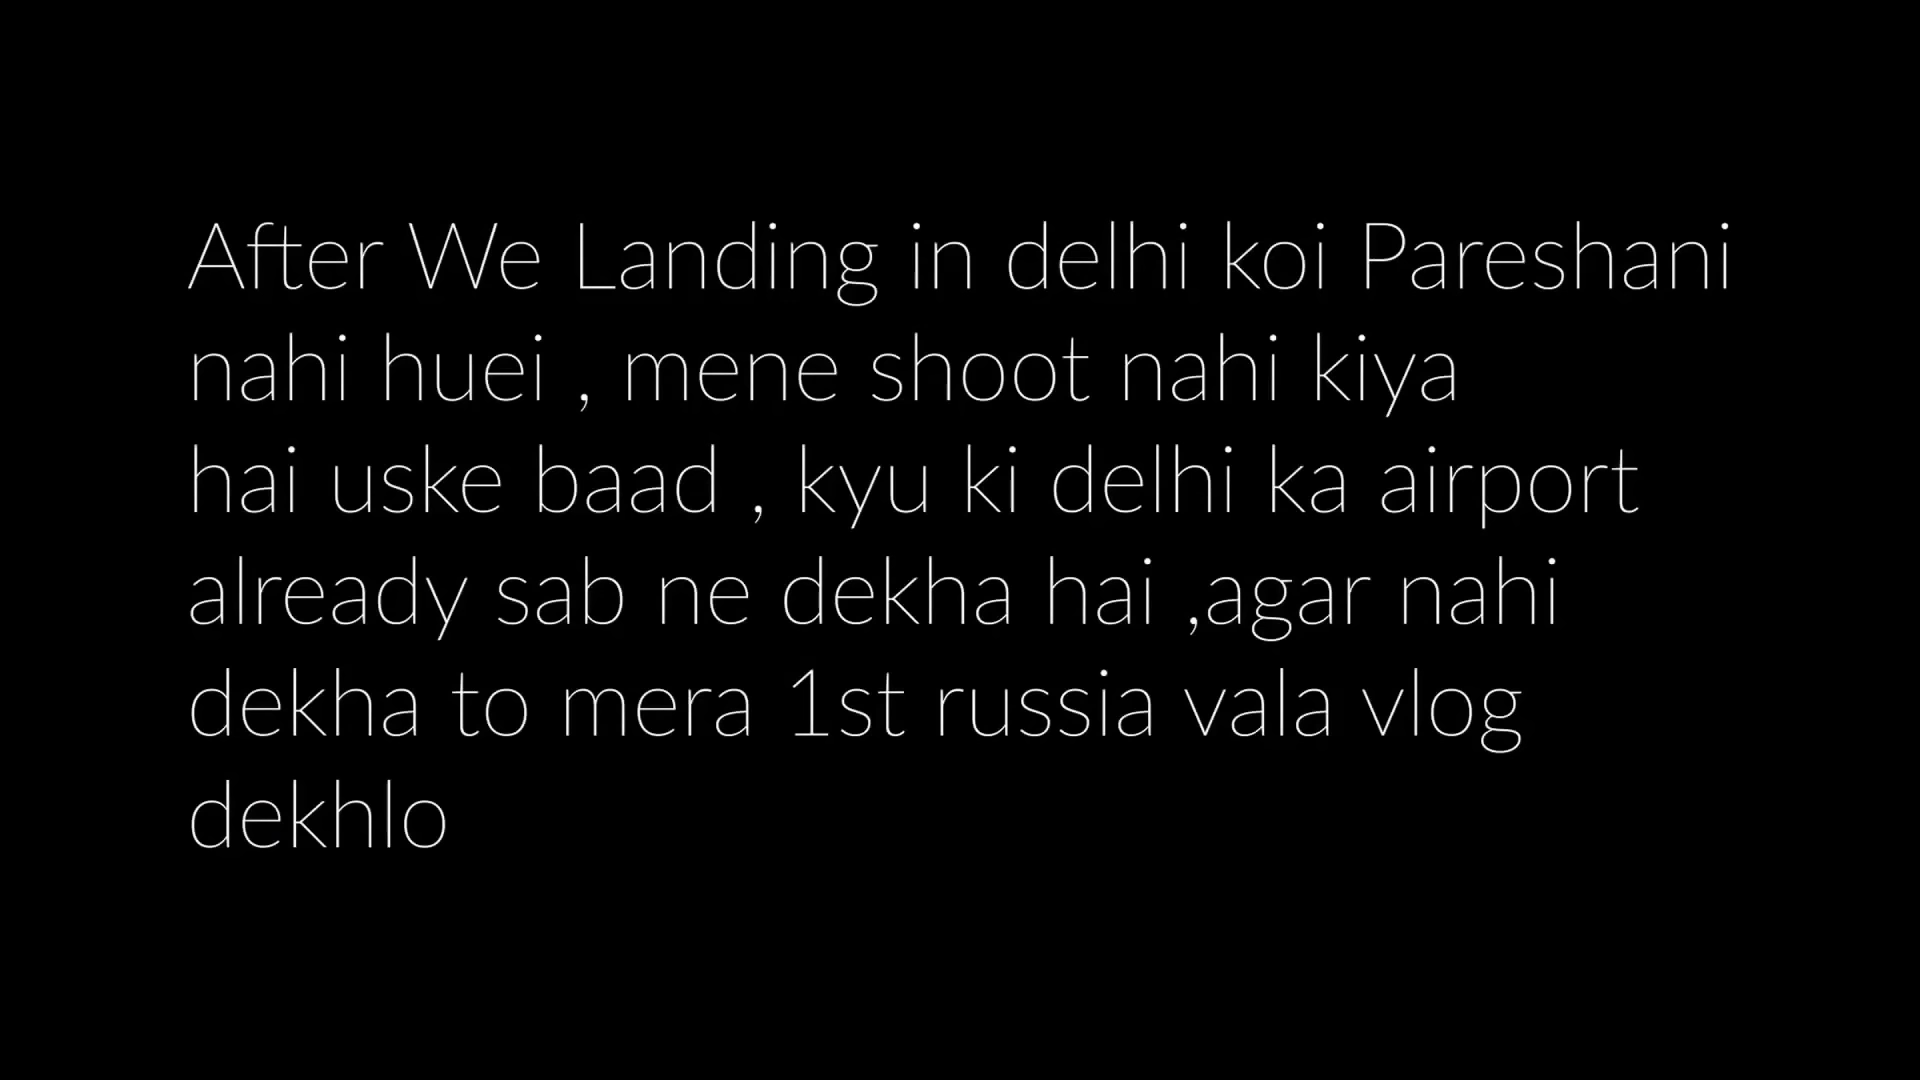 After We Landing in delhi koi Pareshani
nahi huei , mene shoot nahi kiya
hai uske baad , kyu ki delhi ka airport
already sab ne dekha hai ,agar nahi
dekha to mera 1st russia vala vlog
dekhlo